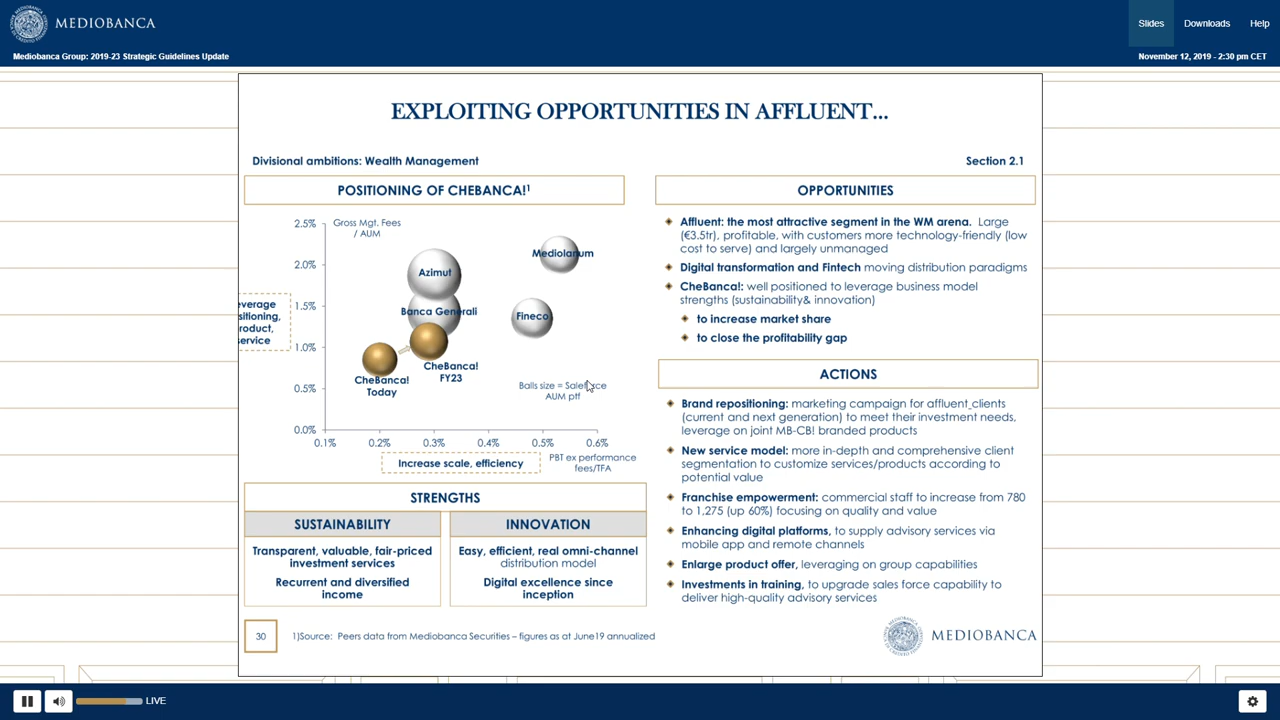 MEDIOBANCA
Slides
Downloads
Help
Mediobanca Group: 2019-23 Strategic Guidelines Update
November 12, 2019 - 2:30 pm CET
EXPLOITING OPPORTUNITIES IN AFFLUENT...
Divisional ambitions: Wealth Management
Section 2.1
POSITIONING OF CHEBANCA!1
2.5%
Gross Mgt. Fees
/ AUM
2.0%
1.5%
1.0%
0.5%
0.0%
0.1%
0.2%
0.3%
0.4%
0.5%
0.6%
Mediolanum
Azimut
Banca Generali
Fineco
CheBanca!
FY23
CheBanca!
Today
everage
sitioning,
roduct,
ervice
AUM ptf
Increase scale, efficiency
PBT ex performance
fees/TFA
STRENGTHS
SUSTAINABILITY
Transparent, valuable, fair-priced
investment services
Recurrent and diversified
income
INNOVATION
Easy, efficient, real omni-channel
distribution model
Digital excellence since
inception
OPPORTUNITIES
Affluent: the most attractive segment in the WM arena. Large
(€3.5tr), profitable, with customers more technology-friendly (low
cost to serve) and largely unmanaged
Digital transformation and Fintech moving distribution paradigms
CheBanca!: well positioned to leverage business model
strengths (sustainability& innovation)
to increase market share
to close the profitability gap
ACTIONS
Brand repositioning: marketing campaign for affluent clients
(current and next generation) to meet their investment needs,
leverage on joint MB-CB! branded products
New service model: more in-depth and comprehensive client
segmentation to customize services/products according to
potential value
Franchise empowerment: commercial staff to increase from 780
to 1,275 (up 60%) focusing on quality and value
Enhancing digital platforms, to supply advisory services via
mobile app and remote channels
Enlarge product offer, leveraging on group capabilities
Investments in training, to upgrade sales force capability to
deliver high-quality advisory services
30
1)Source: Peers data from Mediobanca Securities – figures as at June19 annualized
MEDIOBANCA
LIVE